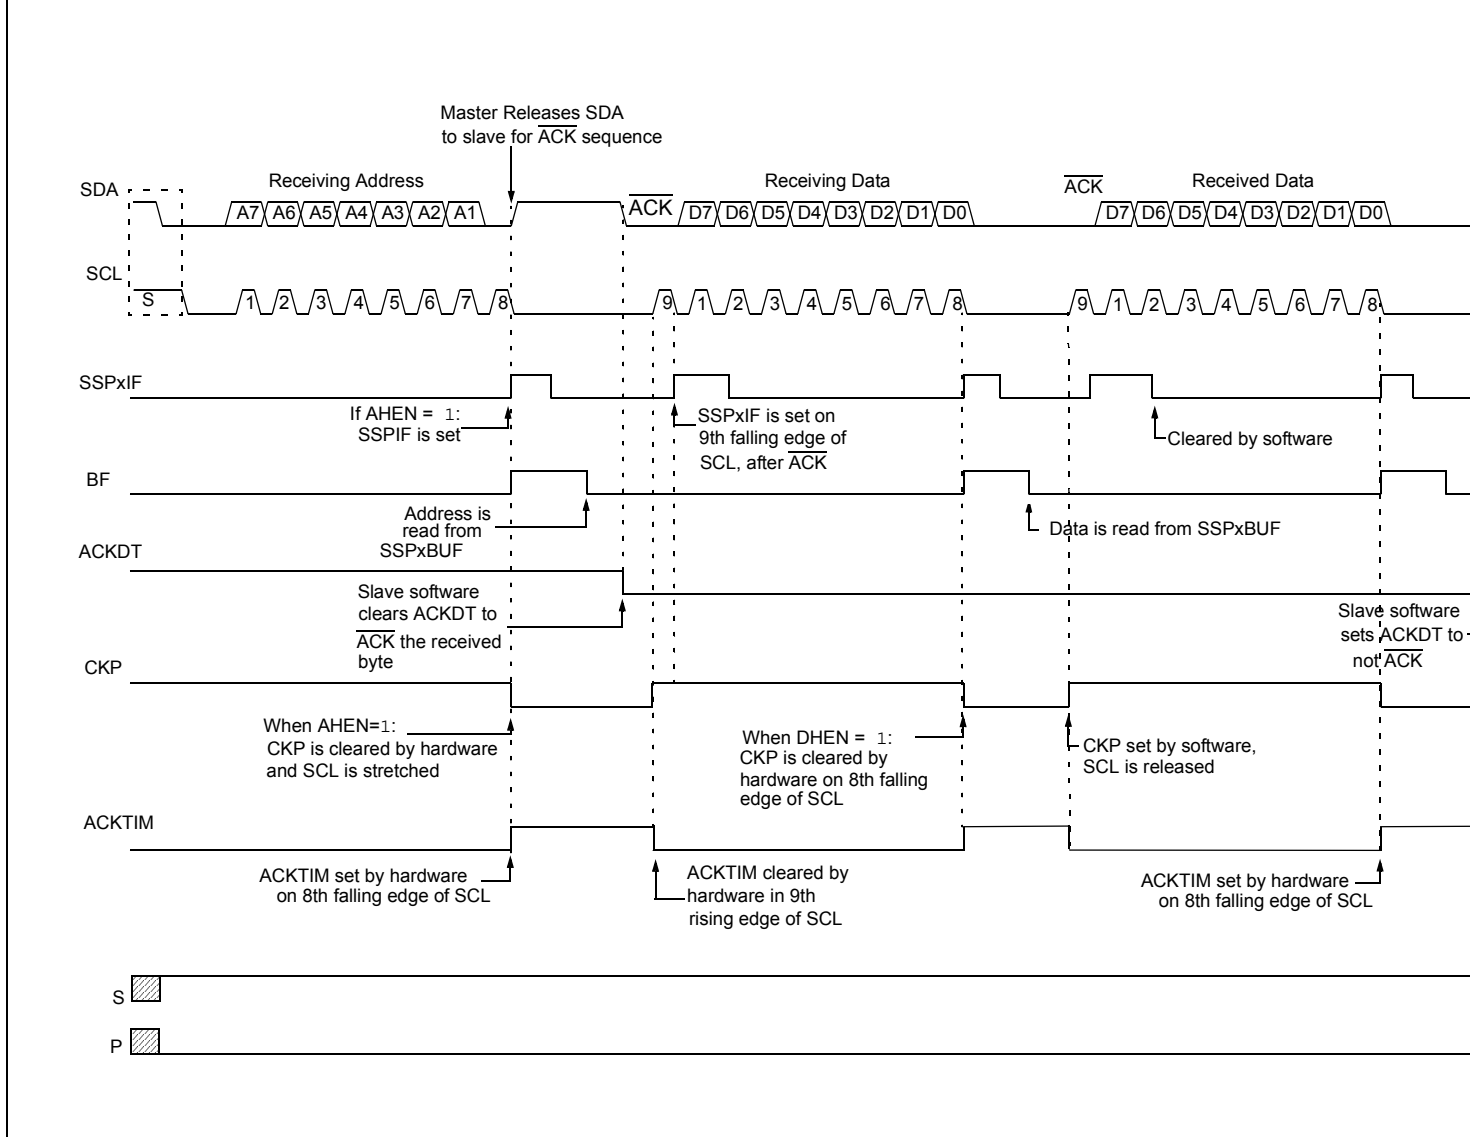 Master Releases SDA
to slave for ACK sequence
SDA
Receiving Address
ACK
Receiving Data
ACK
Received Data
A7 A6 A5 A4 A3 A2 A1
D7 D6 D5 D4 D3 D2 D1 D0
D7 D6 D5 D4 D3 D2 D1 D0
SCL
S
1 2 3 4 5 6 7 8
9 1 2 3 4 5 6 7 8
9 1 2 3 4 5 6 7 8
SSPxIF
If AHEN = 1:
SSPIF is set
SSPxIF is set on
9th falling edge of
SCL, after ACK
Cleared by software
BF
Address is
read from
SSPxBUF
Data is read from SSPxBUF
ACKDT
Slave software
clears ACKDT to
ACK the received
byte
Slave software
sets ACKDT to
not ACK
CKP
When AHEN=1:
CKP is cleared by hardware
and SCL is stretched
When DHEN = 1:
CKP is cleared by
hardware on 8th falling
edge of SCL
CKP set by software,
SCL is released
ACKTIM
ACKTIM set by hardware
on 8th falling edge of SCL
ACKTIM cleared by
hardware in 9th
rising edge of SCL
ACKTIM set by hardware
on 8th falling edge of SCL
S
P